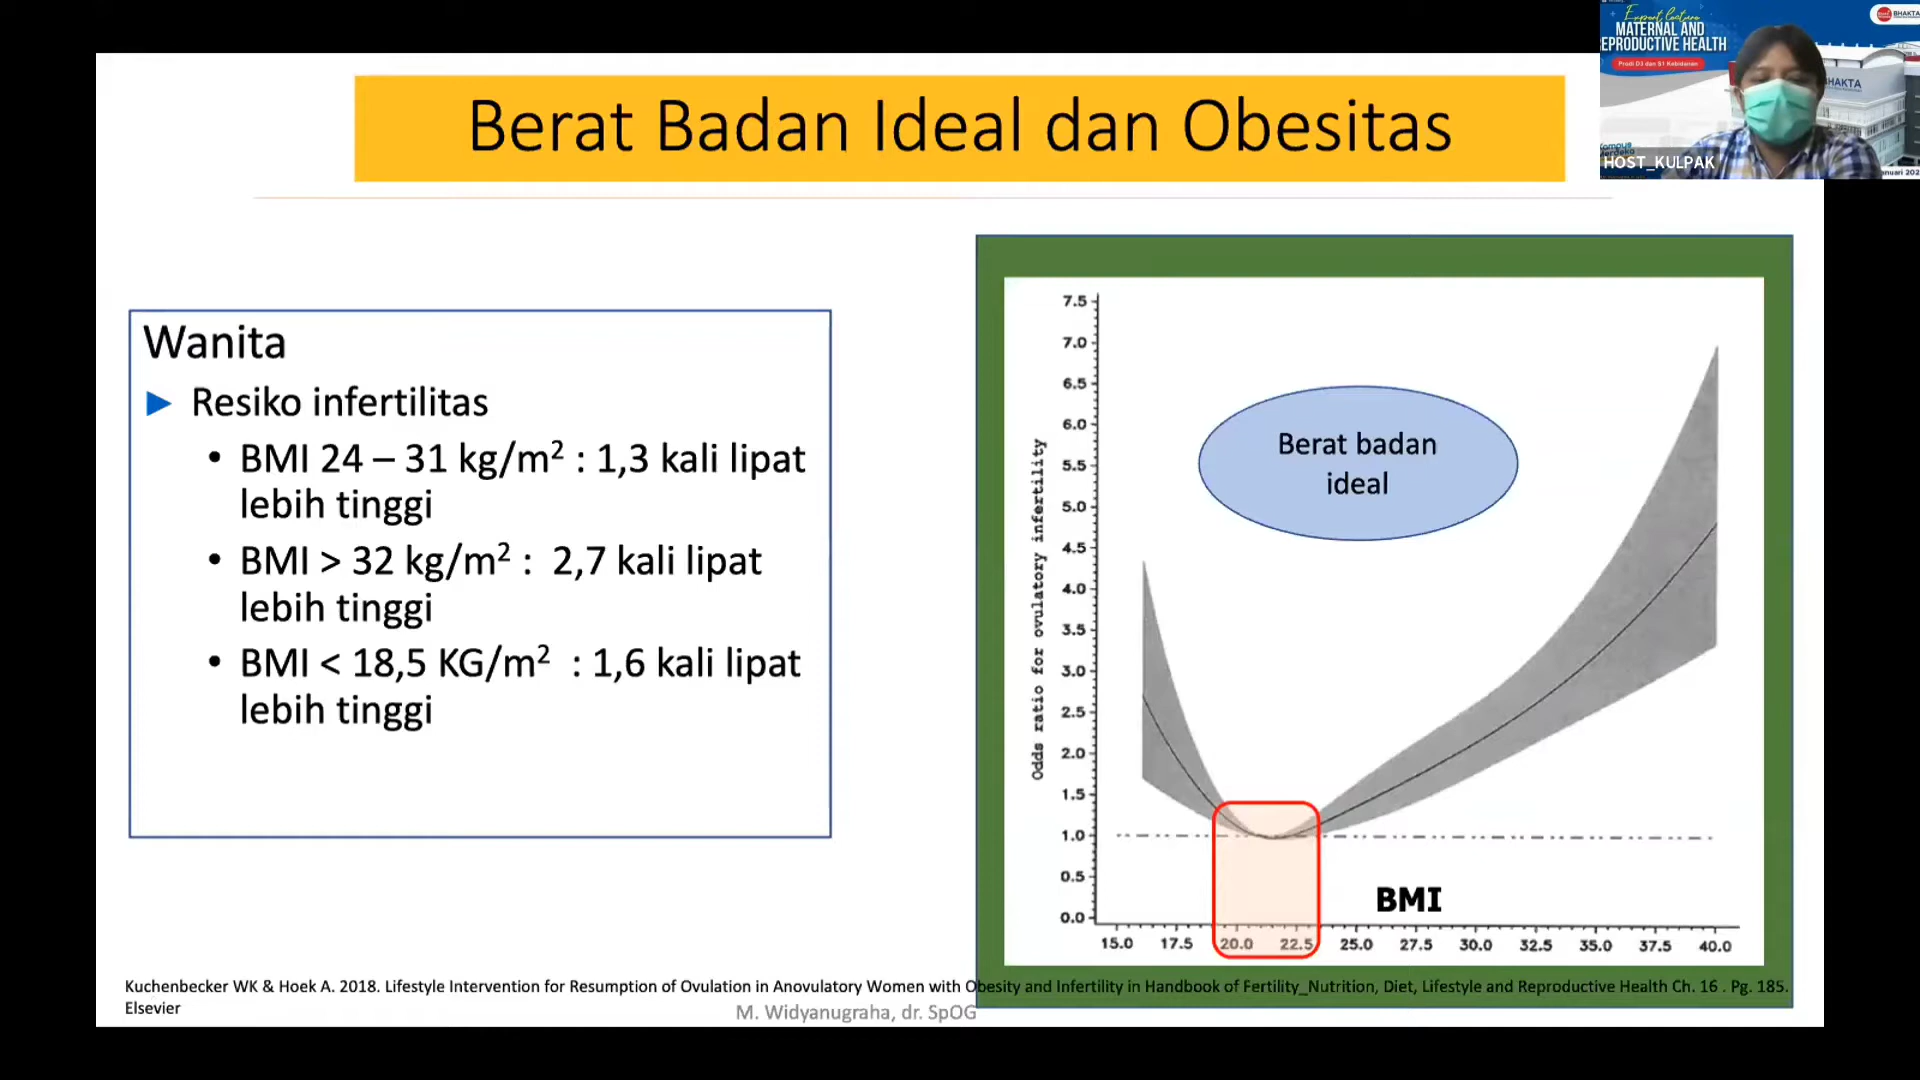 Berat Badan Ideal dan Obesitas
Expert Lecture
MATERNAL AND
REPRODUCTIVE HEALTH
Prodi D3 dan S1 Kebidanan
BHAKTA
BHAKTA
Kampus
Merdeka
HOST_KULPAK
Wanita
► Resiko infertilitas
• BMI 24 – 31 kg/m² : 1,3 kali lipat
lebih tinggi
• BMI > 32 kg/m² : 2,7 kali lipat
lebih tinggi
• BMI < 18,5 KG/m² : 1,6 kali lipat
lebih tinggi
Berat badan
ideal
Odds ratio for ovulatory infertility
7.5
7.0
6.5
6.0
5.5
5.0
4.5
4.0
3.5
3.0
2.5
2.0
1.5
1.0
0.5
0.0
BMI
15.0 17.5 20.0 22.5 25.0 27.5 30.0 32.5 35.0 37.5 40.0
Kuchenbecker WK & Hoek A. 2018. Lifestyle Intervention for Resumption of Ovulation in Anovulatory Women with Obesity and Infertility in Handbook of Fertility_Nutrition, Diet, Lifestyle and Reproductive Health Ch. 16 . Pg. 185.
Elsevier
M. Widyanugraha, dr. SpOG